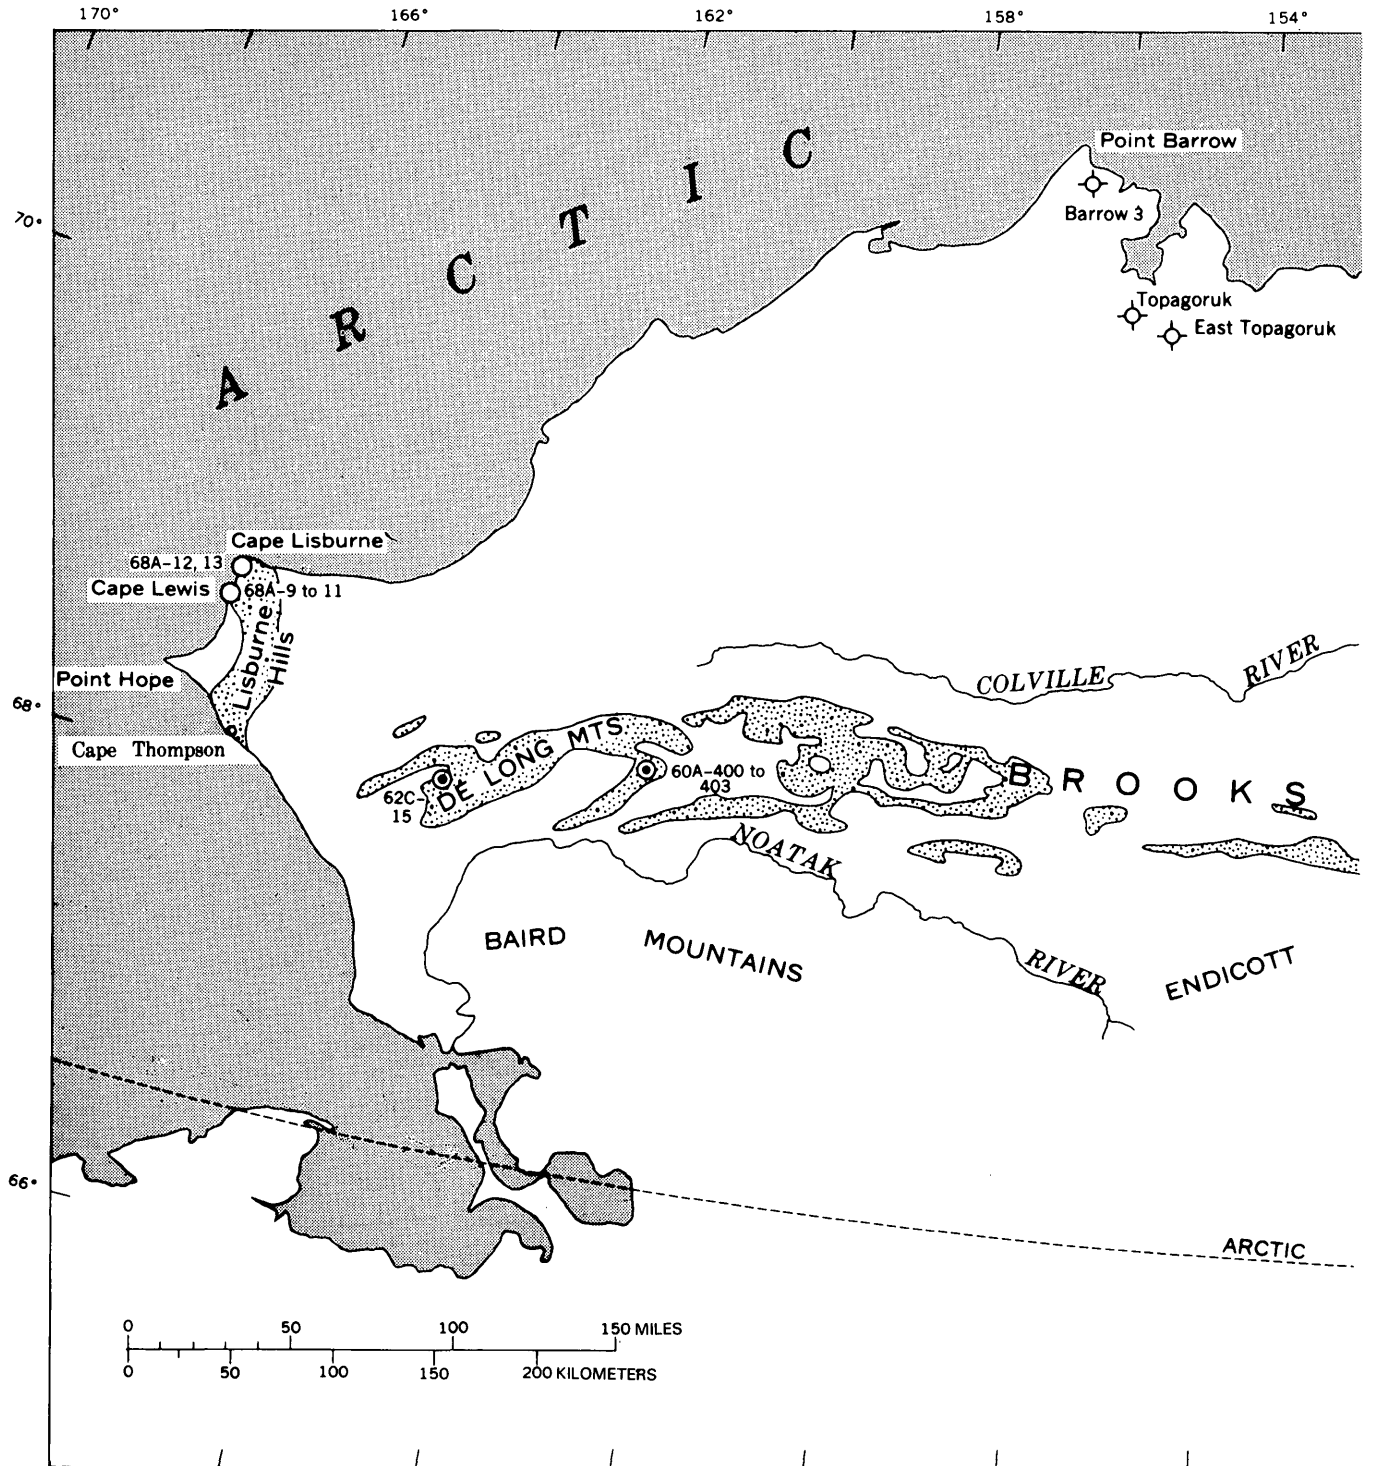 170° 166° 162° 158° 154°
ARCTIC
Point Barrow
Barrow 3
70°
Topagoruk
East Topagoruk
Cape Lisburne
68A-12, 13
Cape Lewis
68A-9 to 11
Lisburne
Hills
Point Hope
COLVILLE RIVER
68°
Cape Thompson
DE LONG MTS
62C-
15
60A-400 to
403
BROOKS
NOATAK RIVER
BAIRD MOUNTAINS
ENDICOTT
66°
ARCTIC
0 50 100 150 MILES
0 50 100 150 200 KILOMETERS